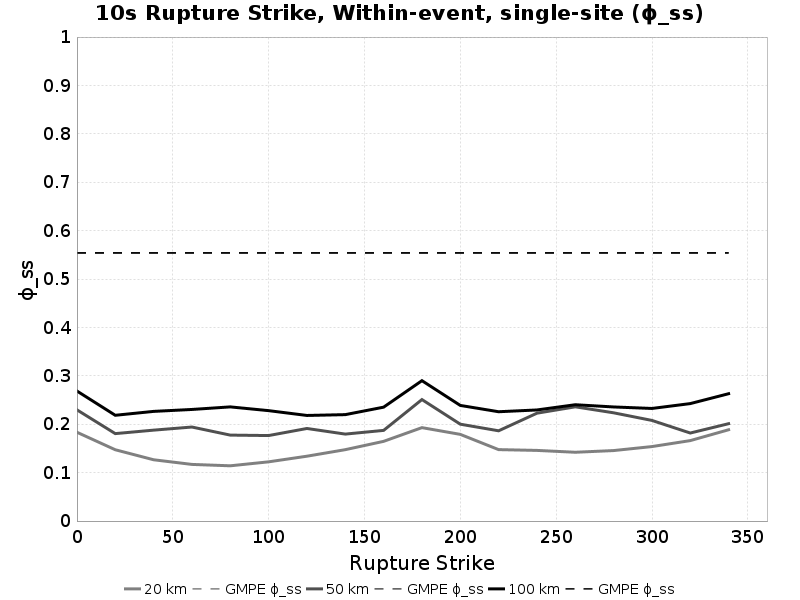 10s Rupture Strike, Within-event, single-site (ϕ_ss)
1
0.9
0.8
0.7
0.6
0.5
0.4
0.3
0.2
0.1
0
ϕ_ss
0 50 100 150 200 250 300 350
Rupture Strike
20 km GMPE ϕ_ss 50 km GMPE ϕ_ss 100 km GMPE ϕ_ss